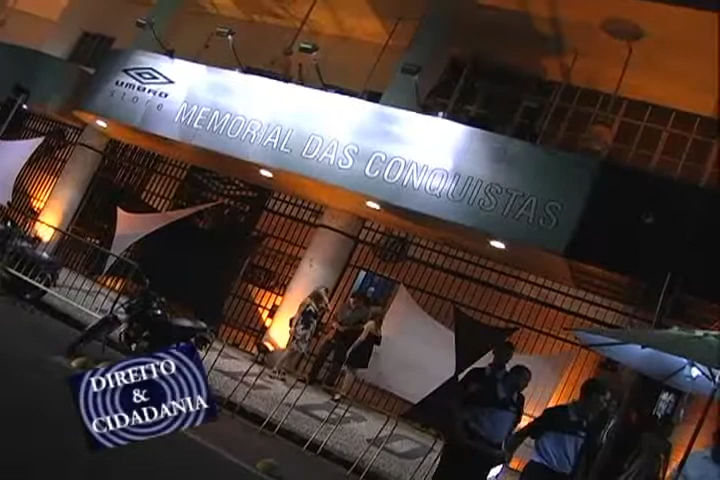 UMBRO
store
MEMORIAL DAS CONQUISTAS
DIREITO
&
CIDADANIA